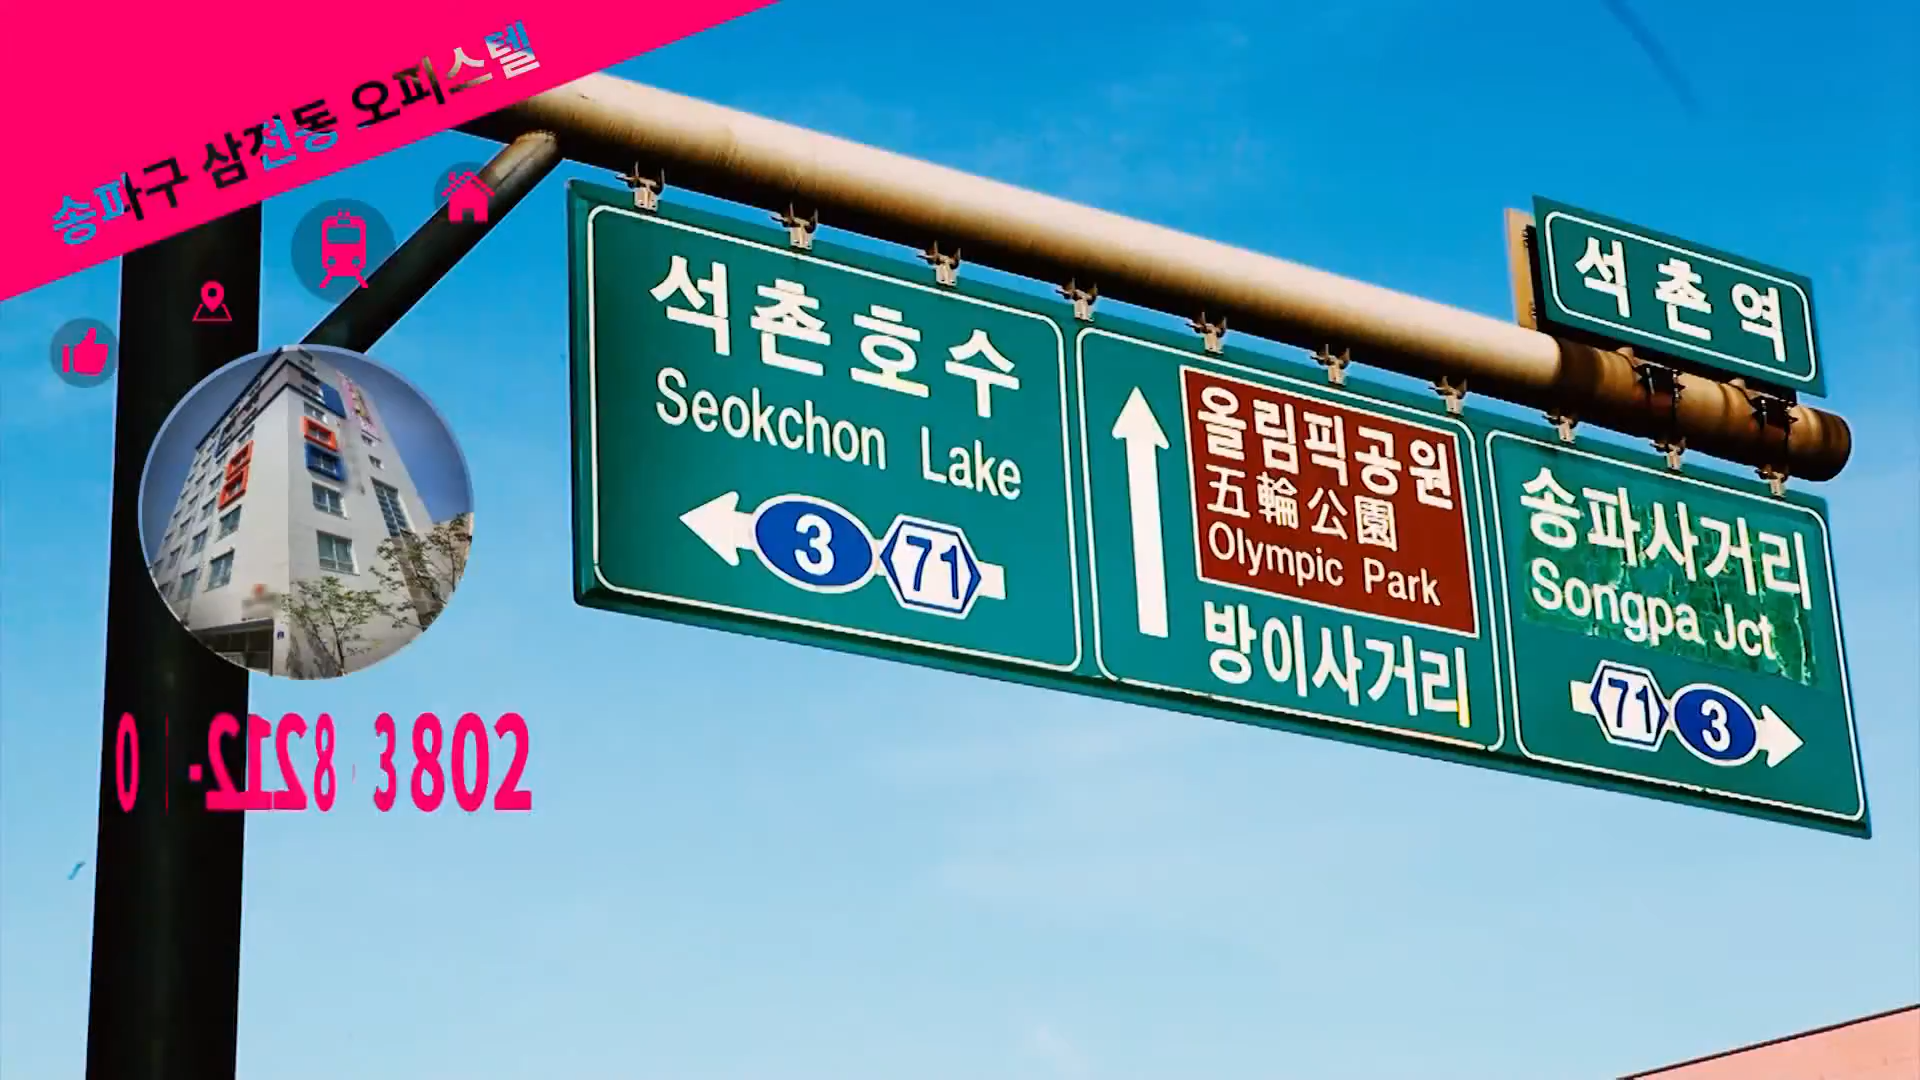 송파구 삼전동 오피스텔
석촌역
석촌호수
Seokchon Lake
3 71
올림픽공원
五輪公園
Olympic Park
방이사거리
송파사거리
Songpa Jct
71 3
3802